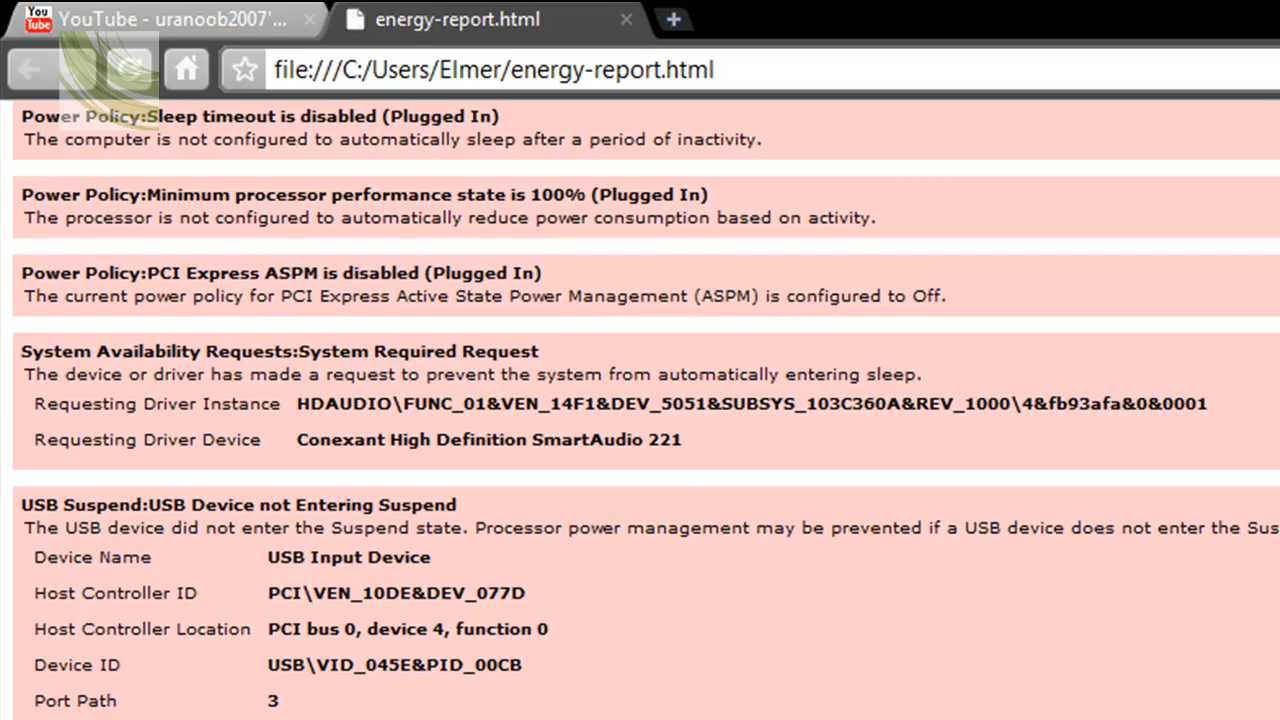 You
Tube
YouTube - uranoob2007'...
energy-report.html
file:///C:/Users/Elmer/energy-report.html
Power Policy:Sleep timeout is disabled (Plugged In)
The computer is not configured to automatically sleep after a period of inactivity.
Power Policy:Minimum processor performance state is 100% (Plugged In)
The processor is not configured to automatically reduce power consumption based on activity.
Power Policy:PCI Express ASPM is disabled (Plugged In)
The current power policy for PCI Express Active State Power Management (ASPM) is configured to Off.
System Availability Requests:System Required Request
The device or driver has made a request to prevent the system from automatically entering sleep.
Requesting Driver Instance HDAUDIO\FUNC_01&VEN_14F1&DEV_5051&SUBSYS_103C360A&REV_1000\4&fb93afa&0&0001
Requesting Driver Device Conexant High Definition SmartAudio 221
USB Suspend:USB Device not Entering Suspend
The USB device did not enter the Suspend state. Processor power management may be prevented if a USB device does not enter the Sus
Device Name USB Input Device
Host Controller ID PCI\VEN_10DE&DEV_077D
Host Controller Location PCI bus 0, device 4, function 0
Device ID USB\VID_045E&PID_00CB
Port Path 3